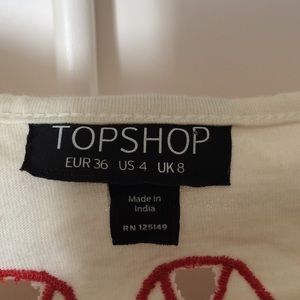 TOPSHOP
EUR 36 US 4 UK 8
Made in
India
RN 125149